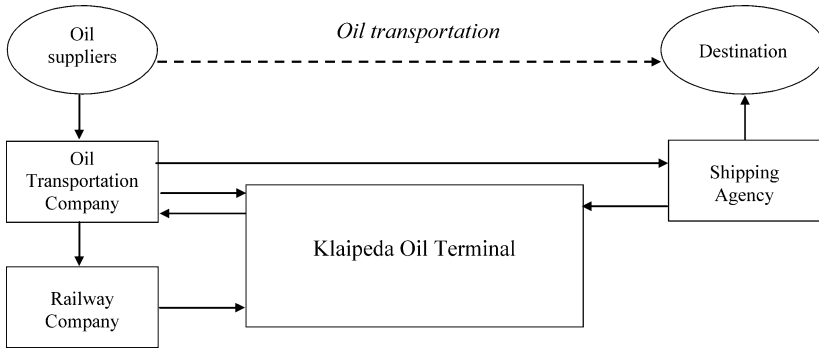 Oil
suppliers
Oil transportation
Destination
Oil
Transportation
Company
Shipping
Agency
Klaipeda Oil Terminal
Railway
Company